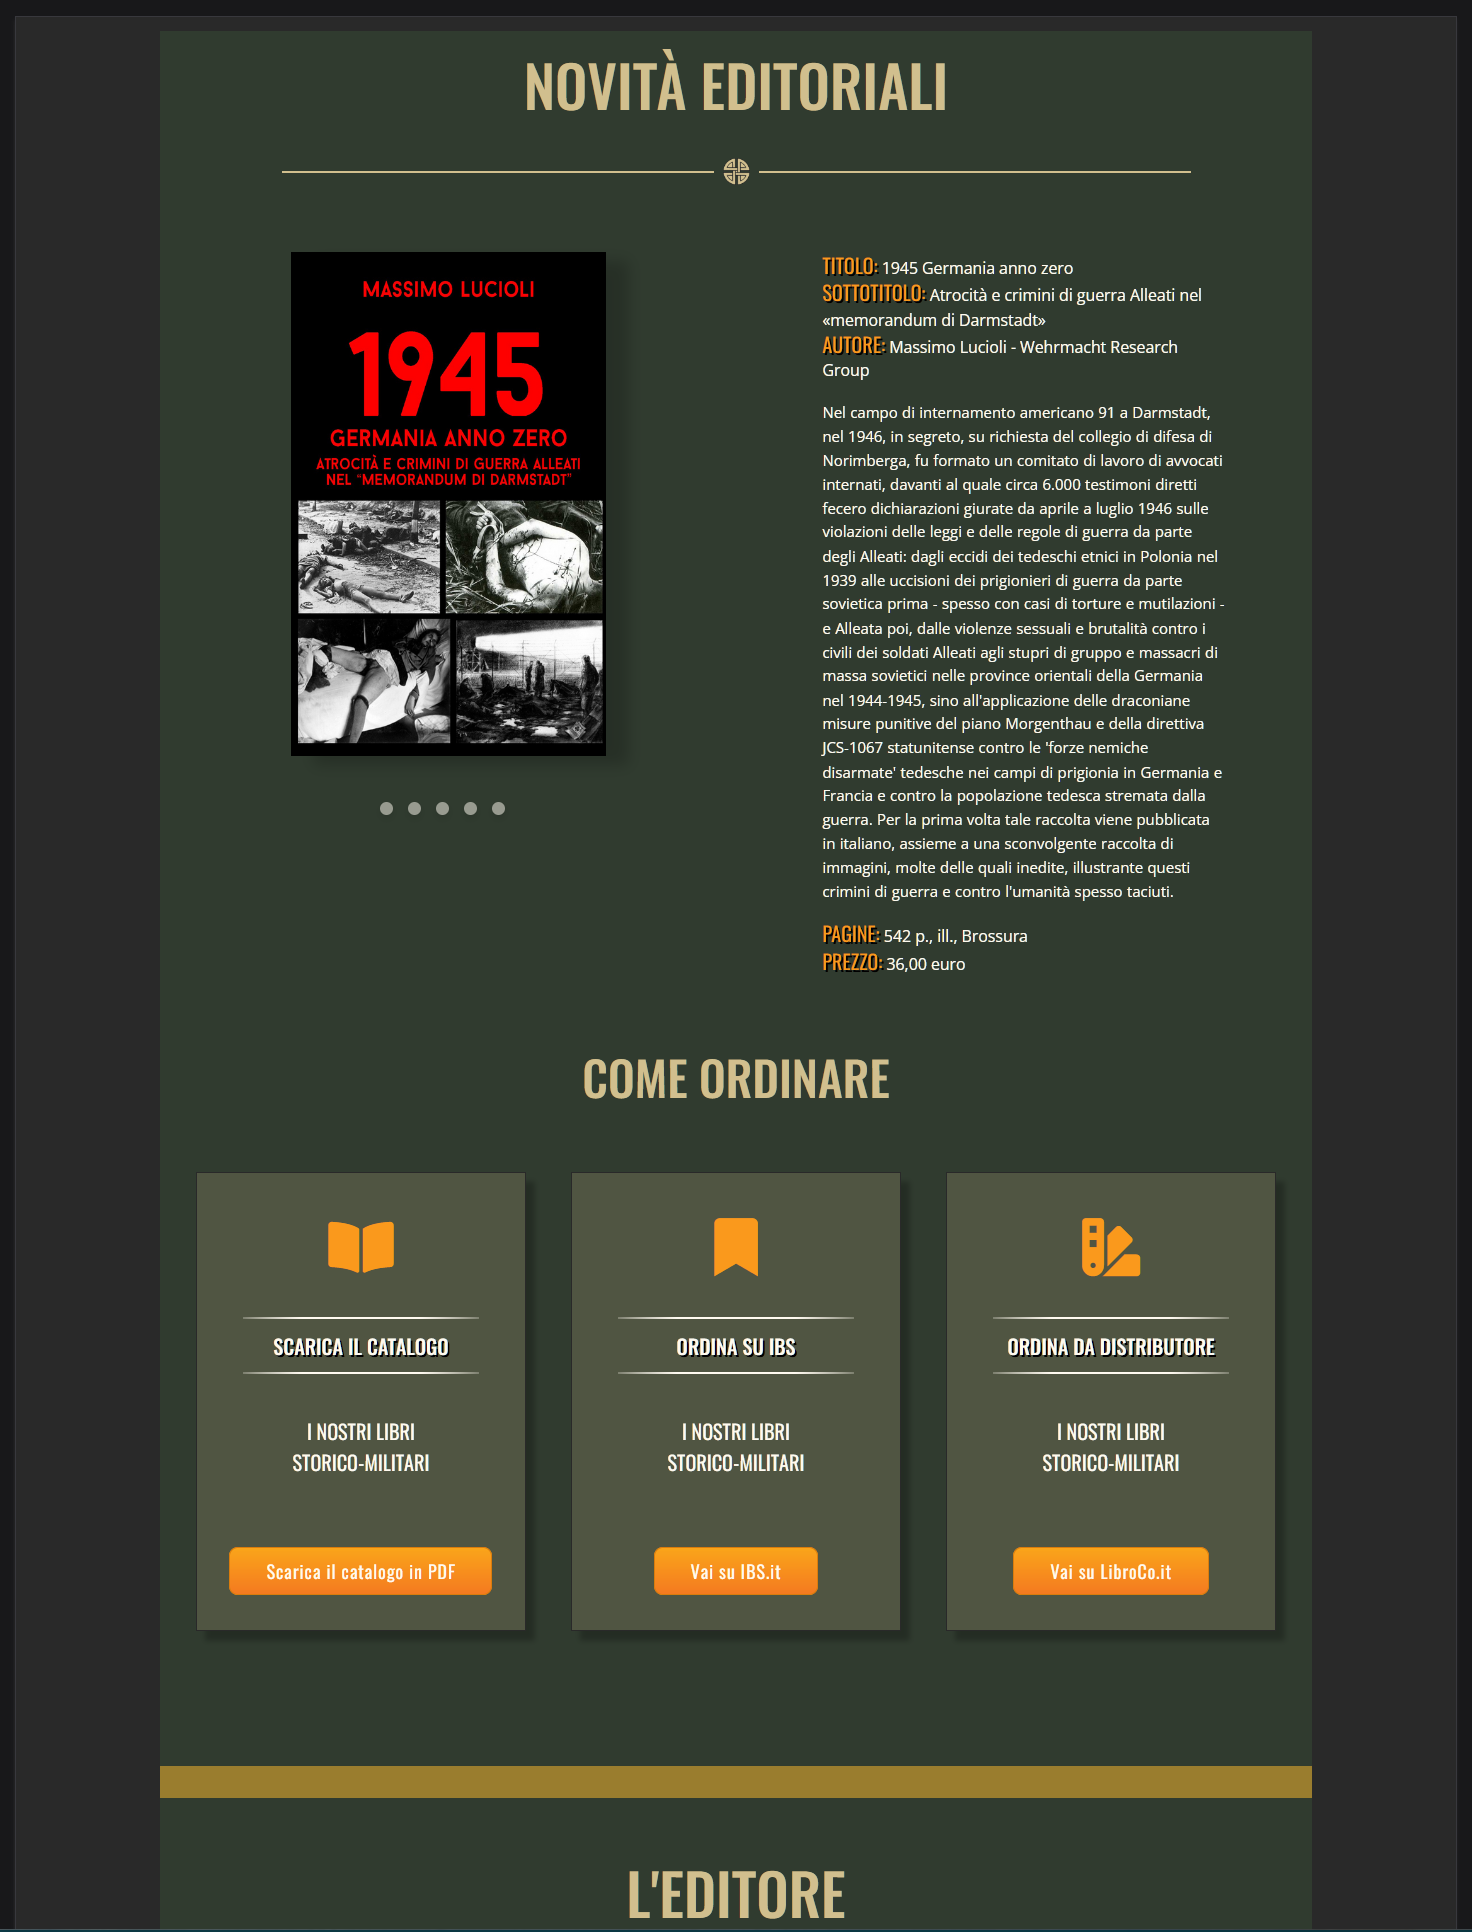 NOVITÀ EDITORIALI
MASSIMO LUCIOLI
1945
GERMANIA ANNO ZERO
ATROCITÀ E CRIMINI DI GUERRA ALLEATI
NEL "MEMORANDUM DI DARMSTADT"
TITOLO: 1945 Germania anno zero
SOTTOTITOLO: Atrocità e crimini di guerra Alleati nel
«memorandum di Darmstadt»
AUTORE: Massimo Lucioli - Wehrmacht Research
Group
Nel campo di internamento americano 91 a Darmstadt,
nel 1946, in segreto, su richiesta del collegio di difesa di
Norimberga, fu formato un comitato di lavoro di avvocati
internati, davanti al quale circa 6.000 testimoni diretti
fecero dichiarazioni giurate da aprile a luglio 1946 sulle
violazioni delle leggi e delle regole di guerra da parte
degli Alleati: dagli eccidi dei tedeschi etnici in Polonia nel
1939 alle uccisioni dei prigionieri di guerra da parte
sovietica prima - spesso con casi di torture e mutilazioni -
e Alleata poi, dalle violenze sessuali e brutalità contro i
civili dei soldati Alleati agli stupri di gruppo e massacri di
massa sovietici nelle province orientali della Germania
nel 1944-1945, sino all'applicazione delle draconiane
misure punitive del piano Morgenthau e della direttiva
JCS-1067 statunitense contro le 'forze nemiche
disarmate' tedesche nei campi di prigionia in Germania e
Francia e contro la popolazione tedesca stremata dalla
guerra. Per la prima volta tale raccolta viene pubblicata
in italiano, assieme a una sconvolgente raccolta di
immagini, molte delle quali inedite, illustrante questi
crimini di guerra e contro l'umanità spesso taciuti.
PAGINE: 542 p., ill., Brossura
PREZZO: 36,00 euro
COME ORDINARE
SCARICA IL CATALOGO
I NOSTRI LIBRI
STORICO-MILITARI
Scarica il catalogo in PDF
ORDINA SU IBS
I NOSTRI LIBRI
STORICO-MILITARI
Vai su IBS.it
ORDINA DA DISTRIBUTORE
I NOSTRI LIBRI
STORICO-MILITARI
Vai su LibroCo.it
L'EDITORE